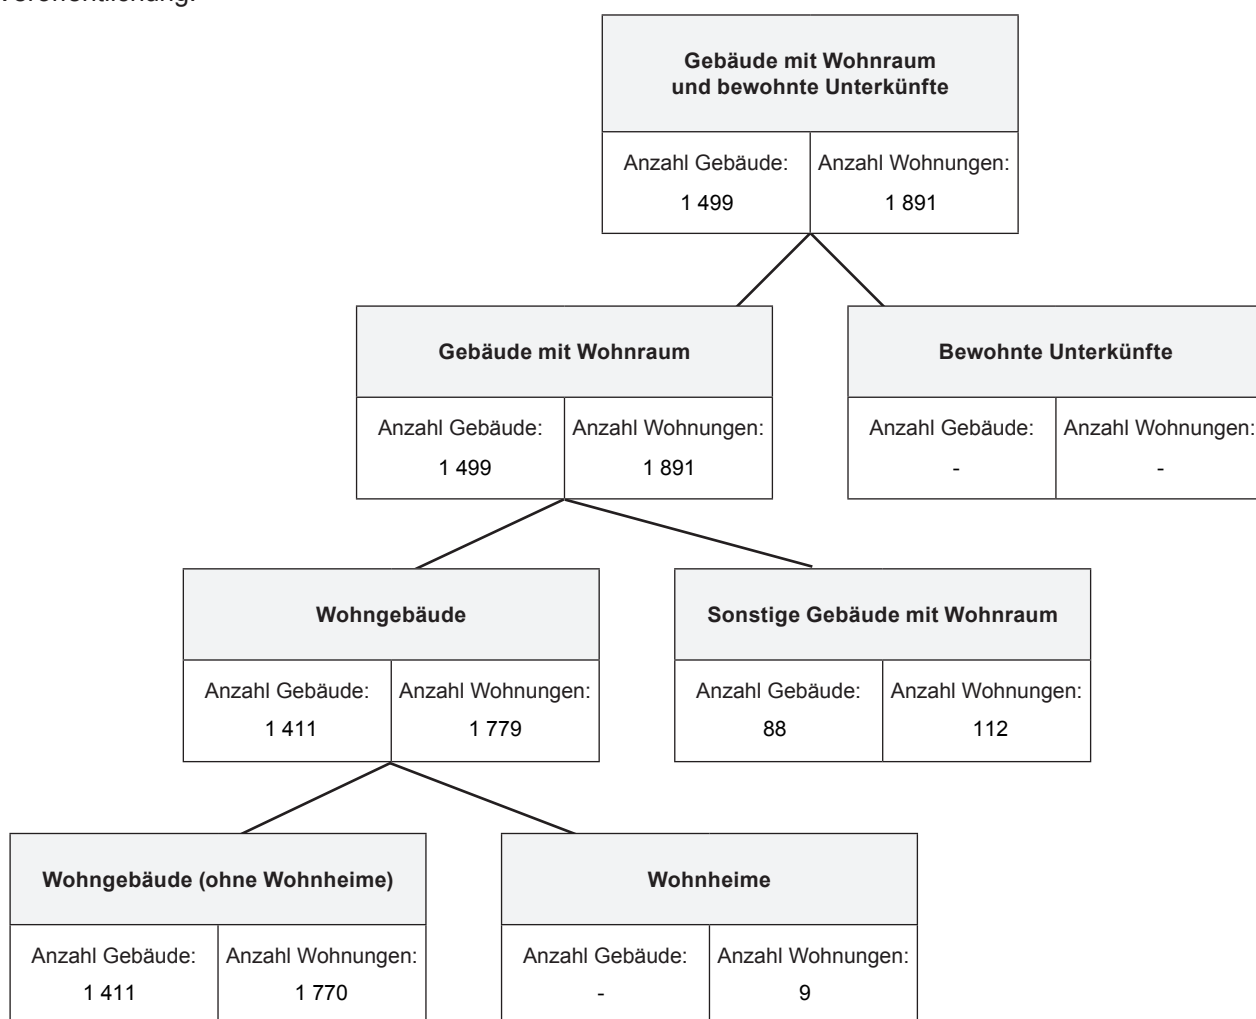 Veröffentlichung.
Gebäude mit Wohnraum
und bewohnte Unterkünfte
Anzahl Gebäude:
1 499
Anzahl Wohnungen:
1 891
Gebäude mit Wohnraum
Anzahl Gebäude:
1 499
Anzahl Wohnungen:
1 891
Bewohnte Unterkünfte
Anzahl Gebäude:
-
Anzahl Wohnungen:
-
Wohngebäude
Anzahl Gebäude:
1 411
Anzahl Wohnungen:
1 779
Sonstige Gebäude mit Wohnraum
Anzahl Gebäude:
88
Anzahl Wohnungen:
112
Wohngebäude (ohne Wohnheime)
Anzahl Gebäude:
1 411
Anzahl Wohnungen:
1 770
Wohnheime
Anzahl Gebäude:
-
Anzahl Wohnungen:
9